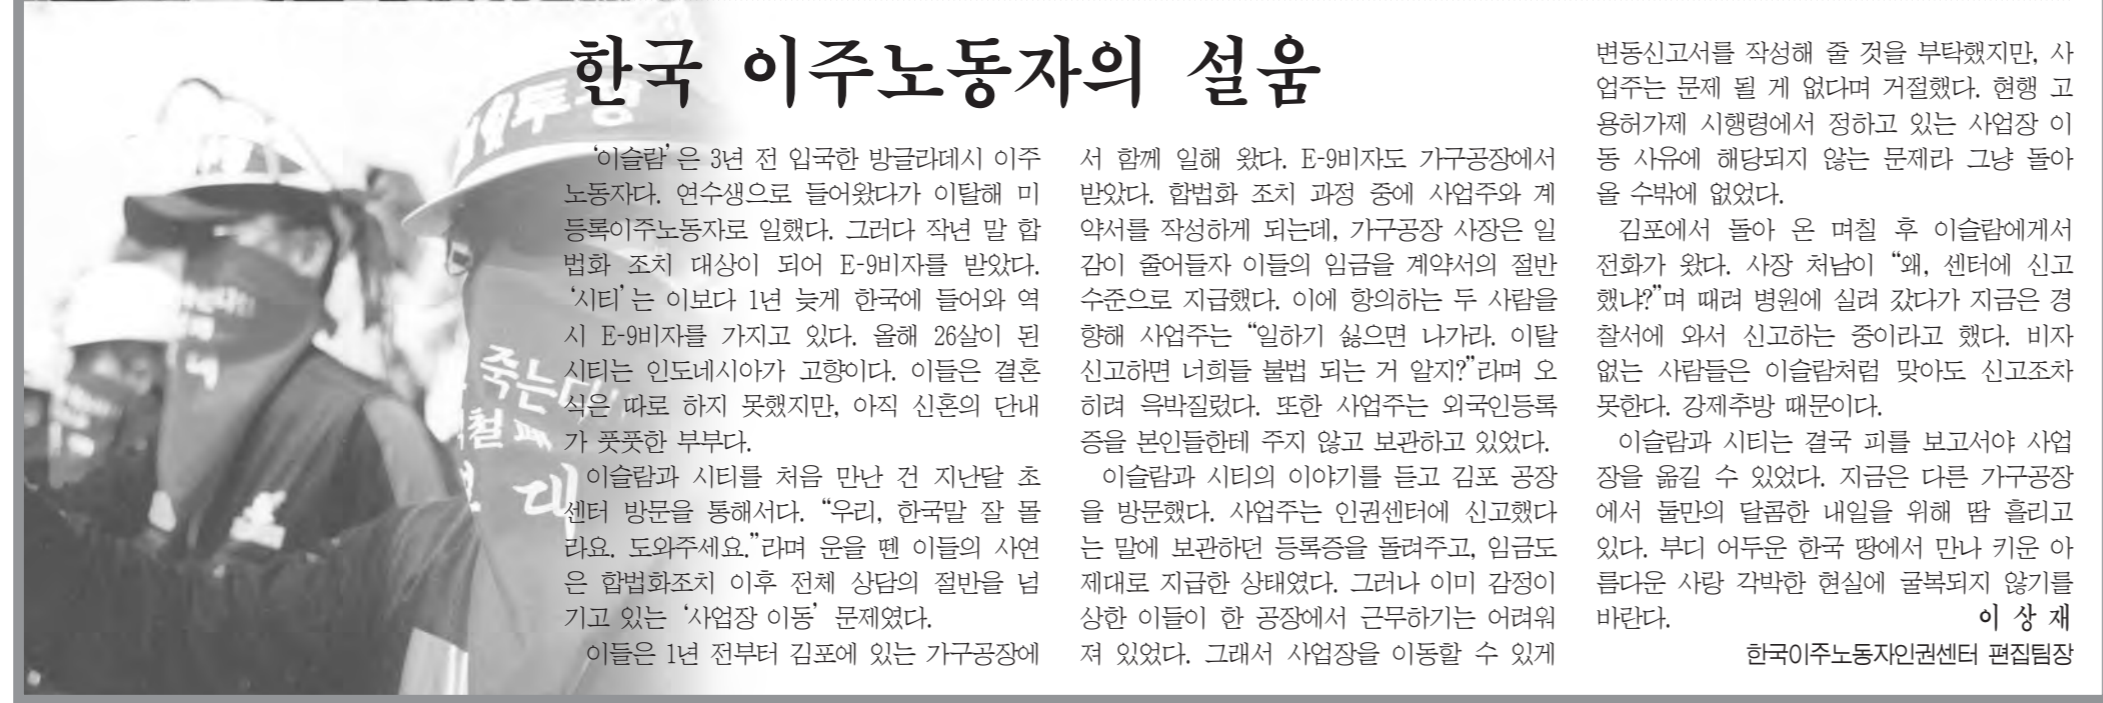 한국 이주노동자의 설움
‘이슬람’은 3년 전 입국한 방글라데시 이주
노동자다. 연수생으로 들어왔다가 이탈해 미
등록이주노동자로 일했다. 그러다 작년 말 합
법화 조치 대상이 되어 E-9비자를 받았다.
‘시티’는 이보다 1년 늦게 한국에 들어와 역
시 E-9비자를 가지고 있다. 올해 26살이 된
시티는 인도네시아가 고향이다. 이들은 결혼
식은 따로 하지 못했지만, 아직 신혼의 단내
가 풋풋한 부부다.
이슬람과 시티를 처음 만난 건 지난달 초
센터 방문을 통해서다. “우리, 한국말 잘 몰
라요. 도와주세요.”라며 운을 뗀 이들의 사연
은 합법화조치 이후 전체 상담의 절반을 넘
기고 있는 ‘사업장 이동’ 문제였다.
이들은 1년 전부터 김포에 있는 가구공장에
서 함께 일해 왔다. E-9비자도 가구공장에서
받았다. 합법화 조치 과정 중에 사업주와 계
약서를 작성하게 되는데, 가구공장 사장은 일
감이 줄어들자 이들의 임금을 계약서의 절반
수준으로 지급했다. 이에 항의하는 두 사람을
향해 사업주는 “일하기 싫으면 나가라. 이탈
신고하면 너희들 불법 되는 거 알지?”라며 오
히려 윽박질렀다. 또한 사업주는 외국인등록
증을 본인들한테 주지 않고 보관하고 있었다.
이슬람과 시티의 이야기를 듣고 김포 공장
을 방문했다. 사업주는 인권센터에 신고했다
는 말에 보관하던 등록증을 돌려주고, 임금도
제대로 지급한 상태였다. 그러나 이미 감정이
상한 이들이 한 공장에서 근무하기는 어려워
져 있었다. 그래서 사업장을 이동할 수 있게
변동신고서를 작성해 줄 것을 부탁했지만, 사
업주는 문제 될 게 없다며 거절했다. 현행 고
용허가제 시행령에서 정하고 있는 사업장 이
동 사유에 해당되지 않는 문제라 그냥 돌아
올 수밖에 없었다.
김포에서 돌아 온 며칠 후 이슬람에게서
전화가 왔다. 사장 처남이 “왜, 센터에 신고
했냐?”며 때려 병원에 실려 갔다가 지금은 경
찰서에 와서 신고하는 중이라고 했다. 비자
없는 사람들은 이슬람처럼 맞아도 신고조차
못한다. 강제추방 때문이다.
이슬람과 시티는 결국 피를 보고서야 사업
장을 옮길 수 있었다. 지금은 다른 가구공장
에서 둘만의 달콤한 내일을 위해 땀 흘리고
있다. 부디 어두운 한국 땅에서 만나 키운 아
름다운 사랑 각박한 현실에 굴복되지 않기를
바란다. 이 상 재
한국이주노동자인권센터 편집팀장
투쟁
죽는다!!
철폐
대